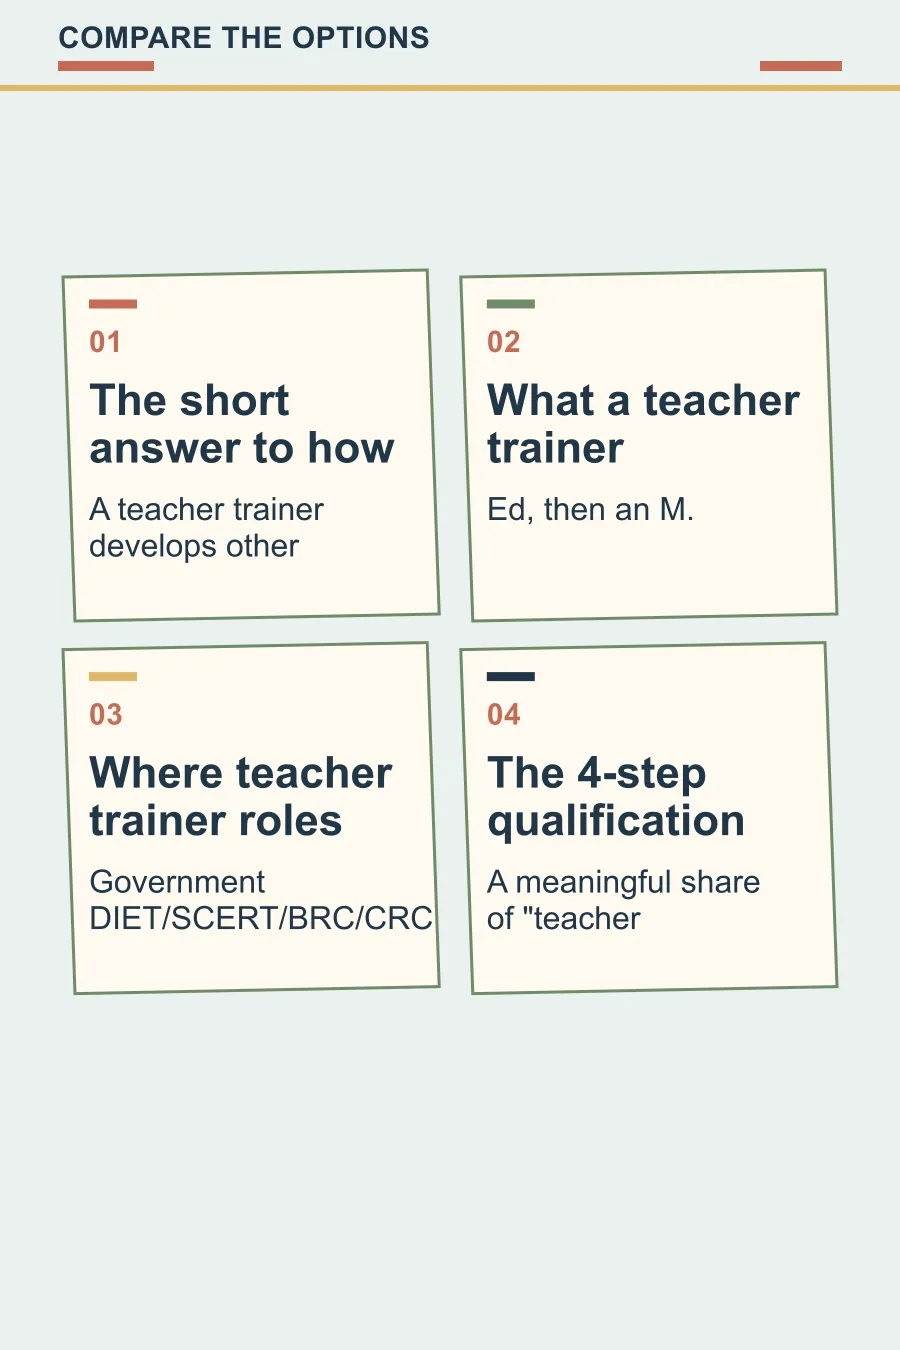 COMPARE THE OPTIONS
01
The short
answer to how
A teacher trainer
develops other
02
What a teacher
trainer
Ed, then an M.
03
Where teacher
trainer roles
Government
DIET/SCERT/BRC/CRC
04
The 4-step
qualification
A meaningful share
of "teacher